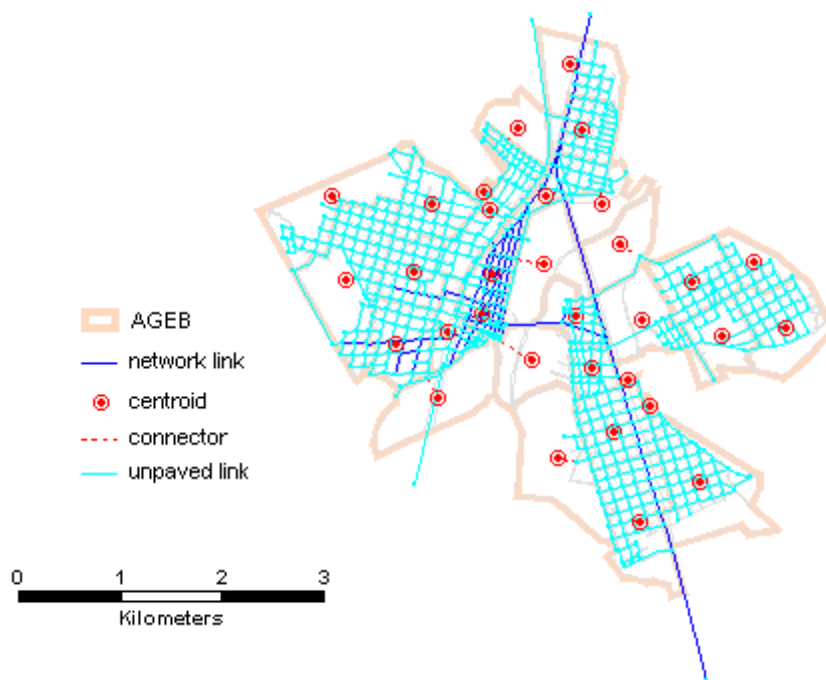 AGEB
network link
centroid
connector
unpaved link
0 1 2 3
Kilometers